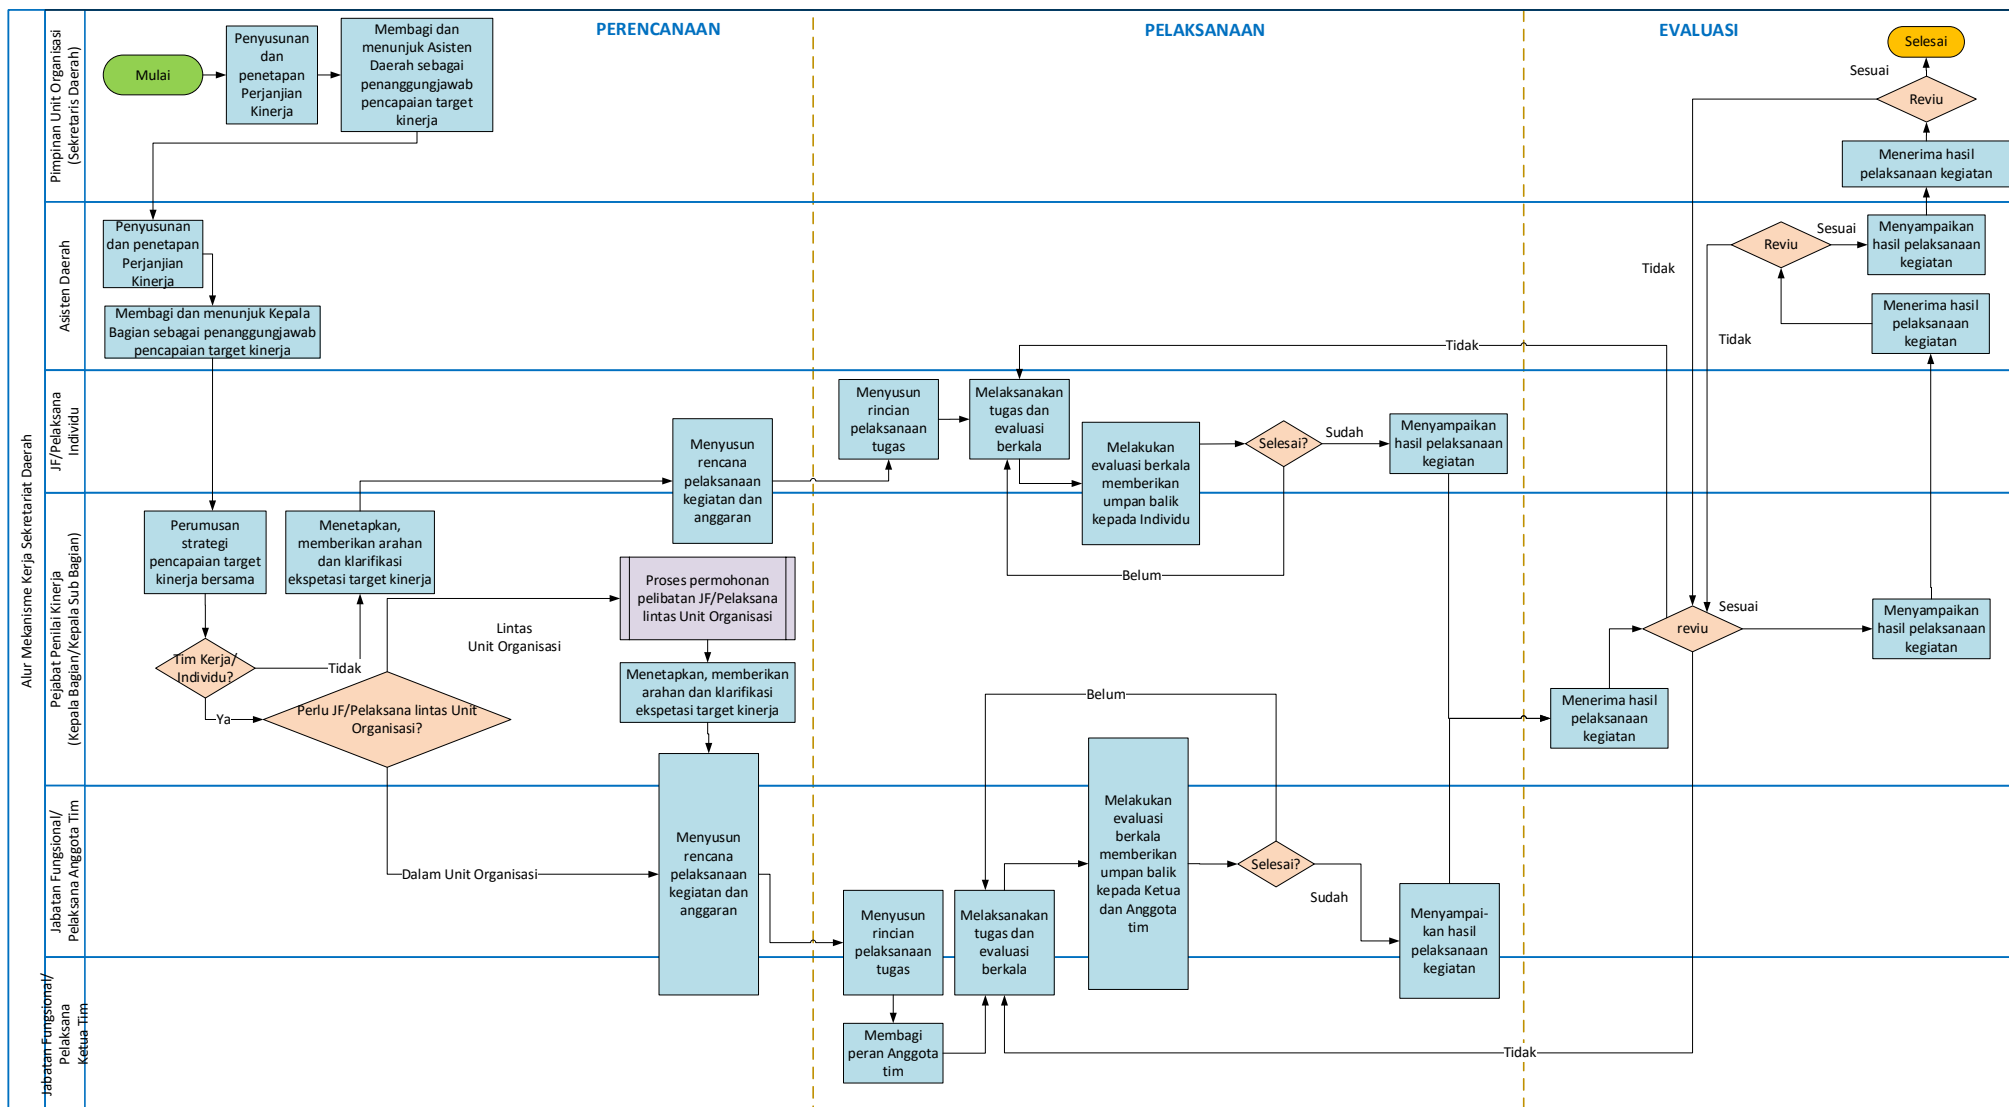 PERENCANAAN
PELAKSANAAN
EVALUASI
Alur Mekanisme Kerja Sekretariat Daerah
Pimpinan Unit Organisasi
(Sekretaris Daerah)
Mulai
Penyusunan
dan
penetapan
Perjanjian
Kinerja
Membagi dan
menunjuk Asisten
Daerah sebagai
penanggungjawab
pencapaian target
kinerja
Selesai
Sesuai
Reviu
Menerima hasil
pelaksanaan kegiatan
Asisten Daerah
Penyusunan
dan penetapan
Perjanjian
Kinerja
Membagi dan menunjuk Kepala
Bagian sebagai penanggungjawab
pencapaian target kinerja
Tidak
Reviu
Sesuai
Menyampaikan
hasil pelaksanaan
kegiatan
Tidak
Menerima hasil
pelaksanaan
kegiatan
Tidak
JF/Pelaksana
Individu
Menyusun
rencana
pelaksanaan
kegiatan dan
anggaran
Menyusun
rincian
pelaksanaan
tugas
Melaksanakan
tugas dan
evaluasi
berkala
Melakukan
evaluasi berkala
memberikan
umpan balik
kepada Individu
Selesai?
Sudah
Menyampaikan
hasil pelaksanaan
kegiatan
Belum
Pejabat Penilai Kinerja
(Kepala Bagian/Kepala Sub Bagian)
Perumusan
strategi
pencapaian target
kinerja bersama
Menetapkan,
memberikan arahan
dan klarifikasi
ekspetasi target kinerja
Tim Kerja/
Individu?
Tidak
Ya
Perlu JF/Pelaksana lintas Unit
Organisasi?
Lintas
Unit Organisasi
Proses permohonan
pelibatan JF/Pelaksana
lintas Unit Organisasi
Menetapkan, memberikan
arahan dan klarifikasi
ekspetasi target kinerja
Belum
Menerima hasil
pelaksanaan
kegiatan
reviu
Sesuai
Menyampaikan
hasil pelaksanaan
kegiatan
Jabatan Fungsional/
Pelaksana Anggota Tim
Dalam Unit Organisasi
Menyusun
rencana
pelaksanaan
kegiatan dan
anggaran
Menyusun
rincian
pelaksanaan
tugas
Melaksanakan
tugas dan
evaluasi
berkala
Melakukan
evaluasi
berkala
memberikan
umpan balik
kepada Ketua
dan Anggota
tim
Selesai?
Sudah
Menyampai-
kan hasil
pelaksanaan
kegiatan
Jabatan Fungsional/
Pelaksana
Ketua Tim
Membagi
peran Anggota
tim
Tidak